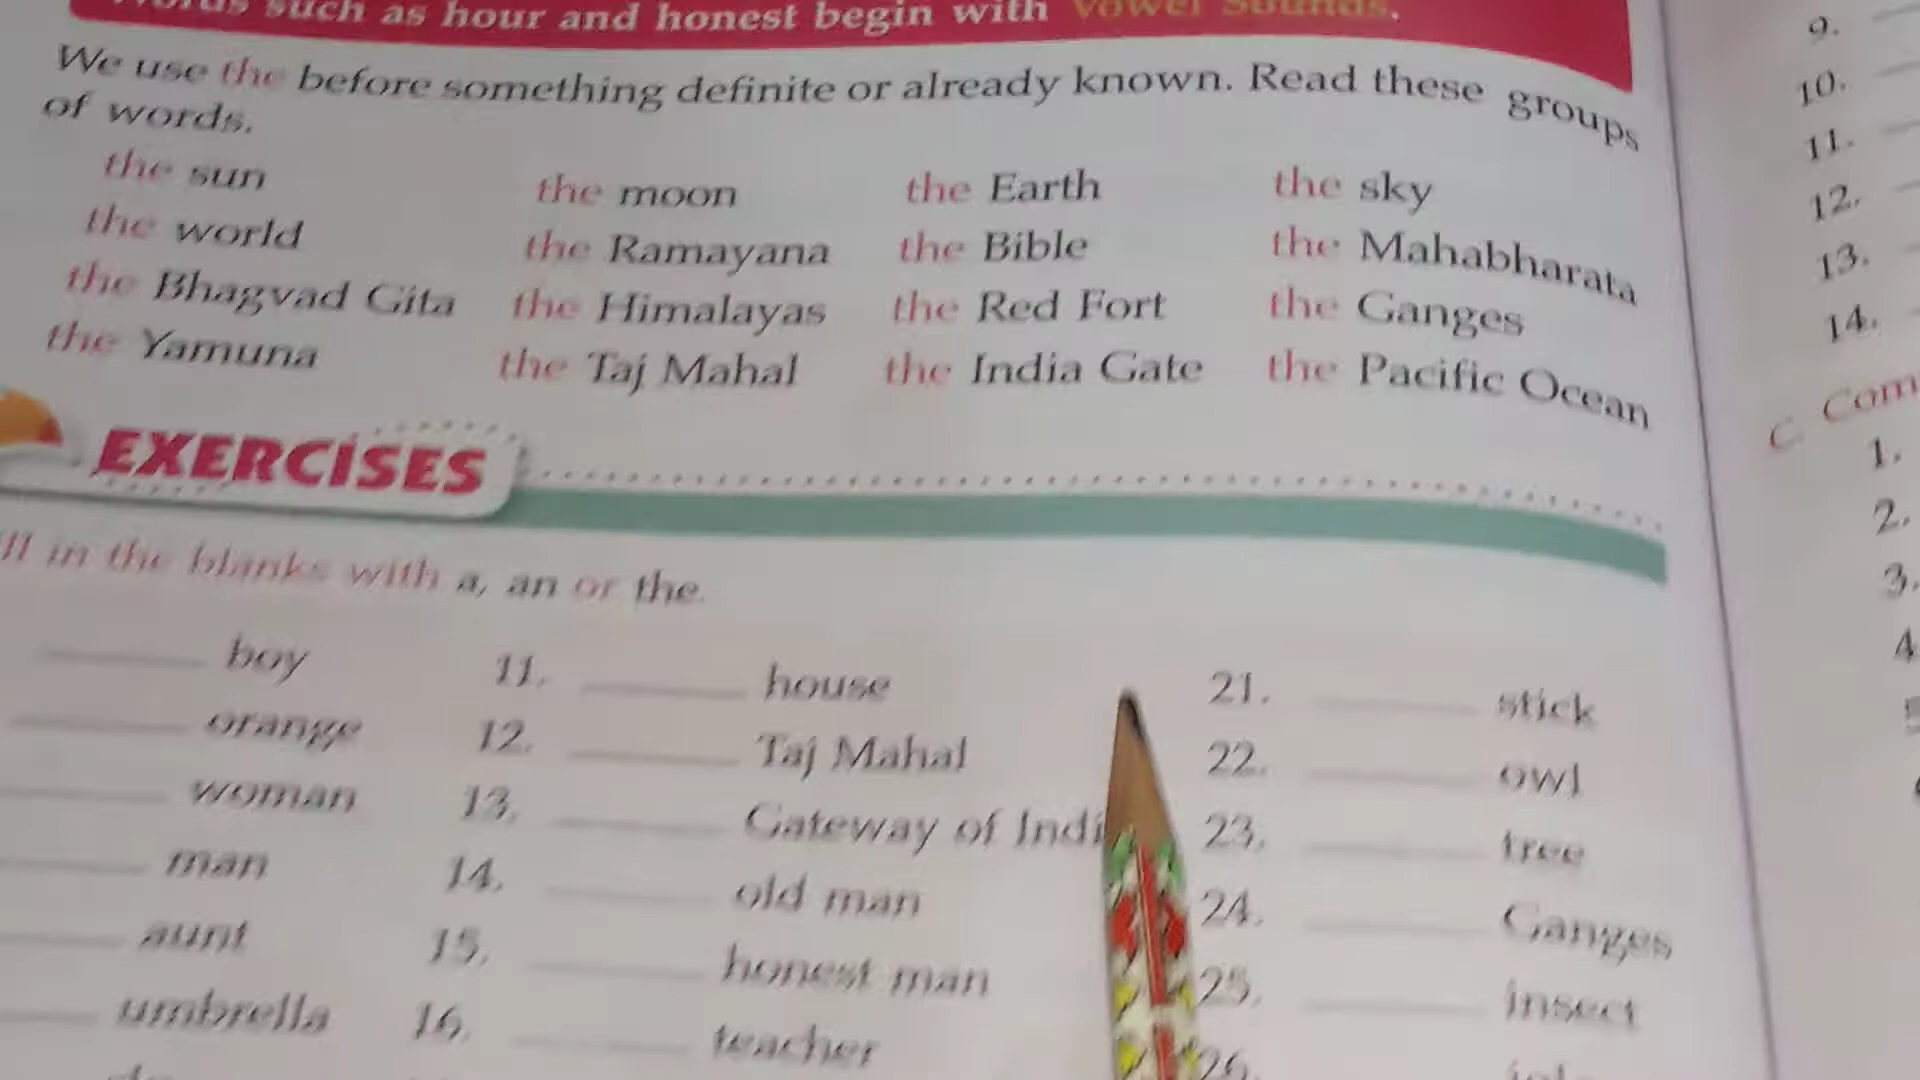 such as hour and honest begin with vowel sounds.
We use the before something definite or already known. Read these groups
of words.
the sun the moon the Earth the sky
the world the Ramayana the Bible the Mahabharata
the Bhagvad Gita the Himalayas the Red Fort the Ganges
the Yamuna the Taj Mahal the India Gate the Pacific Ocean
EXERCISES
in the blanks with a, an or the.
boy 11. house 21. stick
orange 12. Taj Mahal 22. owl
woman 13. Gateway of Indi 23. tree
man 14. old man 24. Ganges
aunt 15. honest man 25. insect
umbrella 16. teacher 26.
9.
10.
11.
12.
13.
14.
C. Com
1.
2.
3.
4